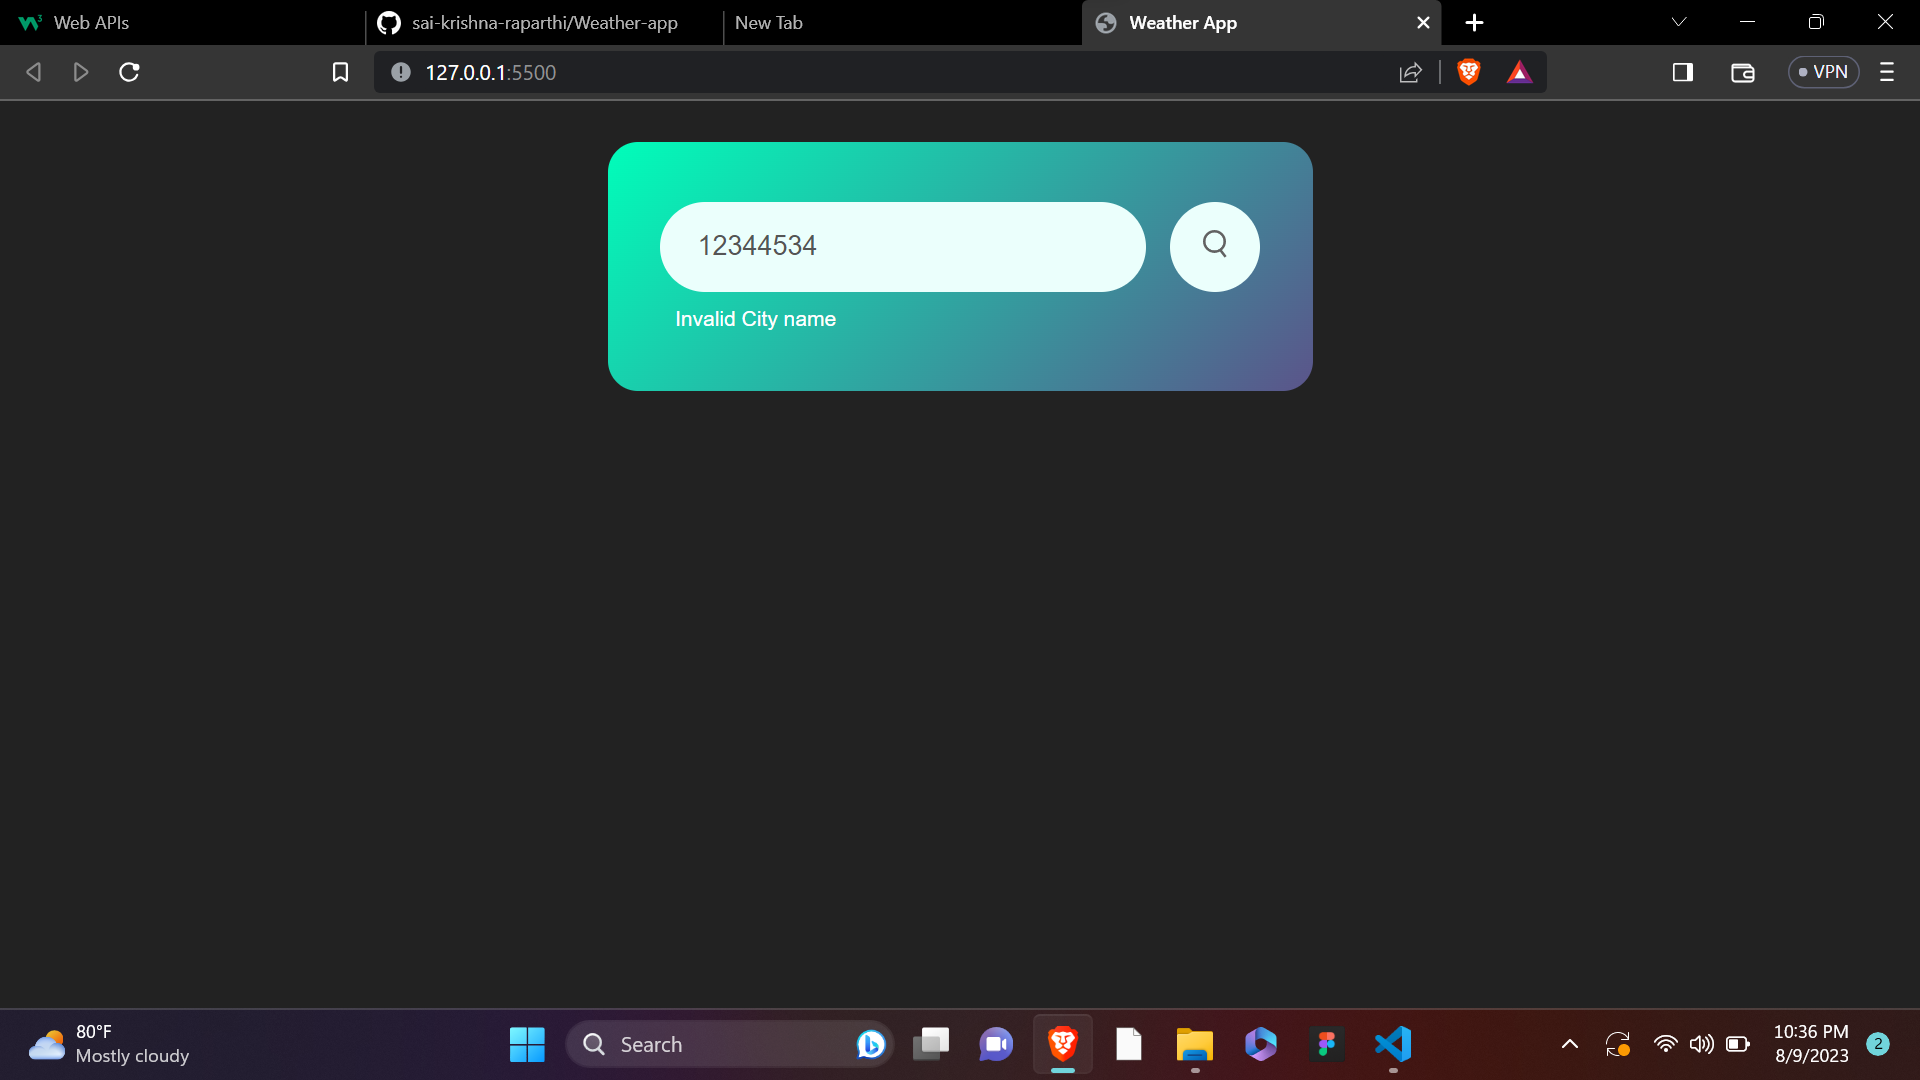 Web APIs
sai-krishna-raparthi/Weather-app
New Tab
Weather App
127.0.0.1:5500
VPN
12344534
Invalid City name
80°F
Mostly cloudy
Search
10:36 PM
8/9/2023
2